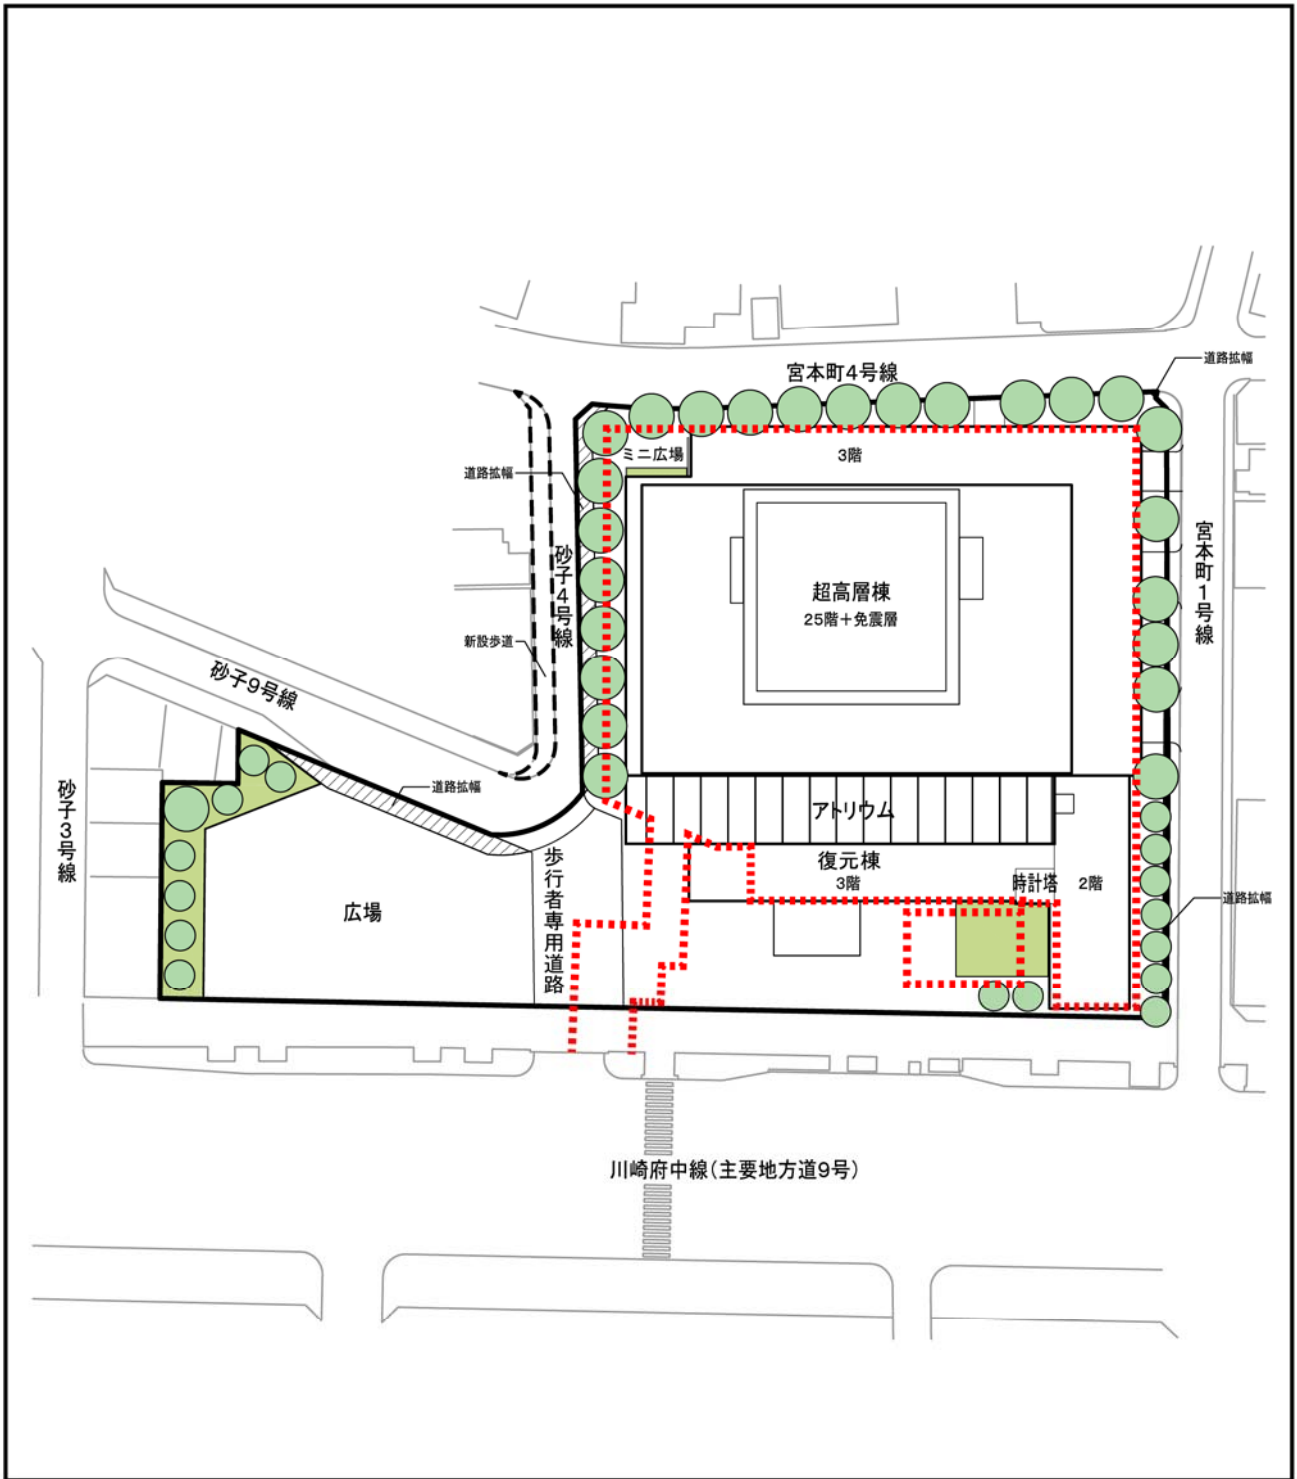 道路拡幅
宮本町4号線
ミニ広場
3階
道路拡幅
宮本町1号線
砂子4号線
超高層棟
25階＋免震層
新設歩道
砂子9号線
道路拡幅
砂子3号線
アトリウム
復元棟
3階
時計塔
2階
歩行者専用道路
広場
道路拡幅
川崎府中線（主要地方道9号）